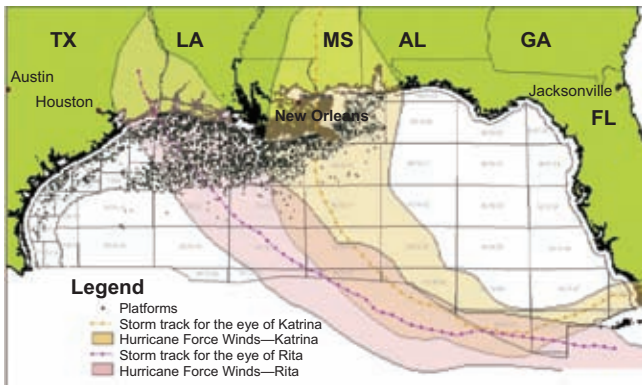 TX LA MS AL GA
Austin
Houston
Jacksonville
New Orleans
FL
Legend
Platforms
Storm track for the eye of Katrina
Hurricane Force Winds—Katrina
Storm track for the eye of Rita
Hurricane Force Winds—Rita